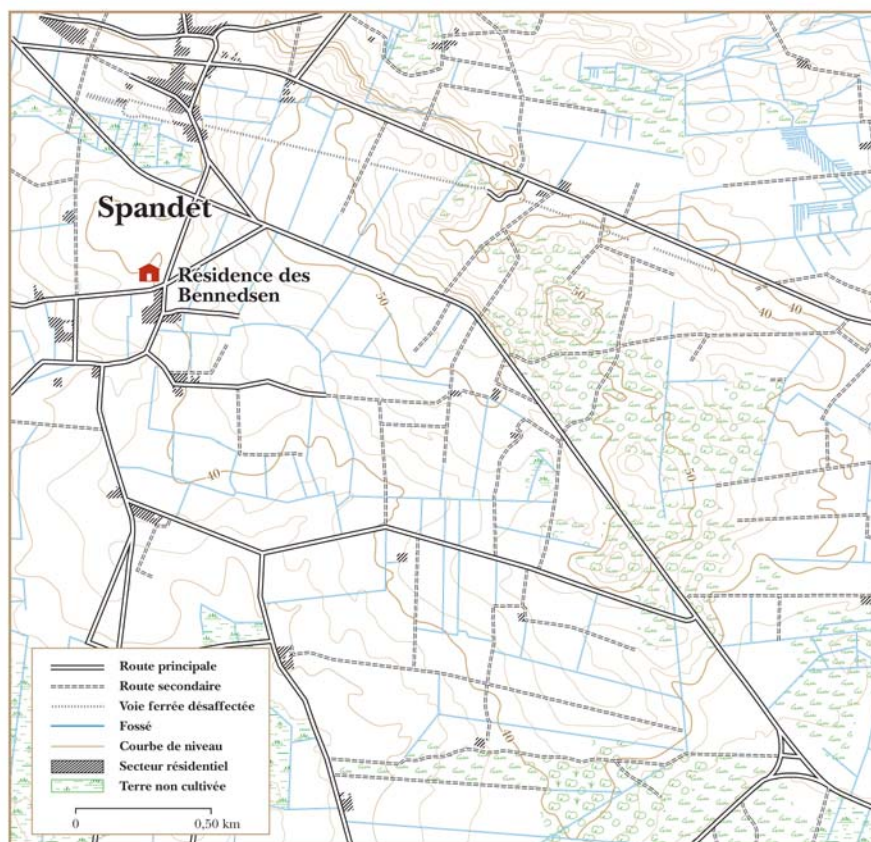 Spandet
Résidence des
Bennedsen
50
50
40
40
40
50
40
Route principale
Route secondaire
Voie ferrée désaffectée
Fossé
Courbe de niveau
Secteur résidentiel
Terre non cultivée
0
0,50 km